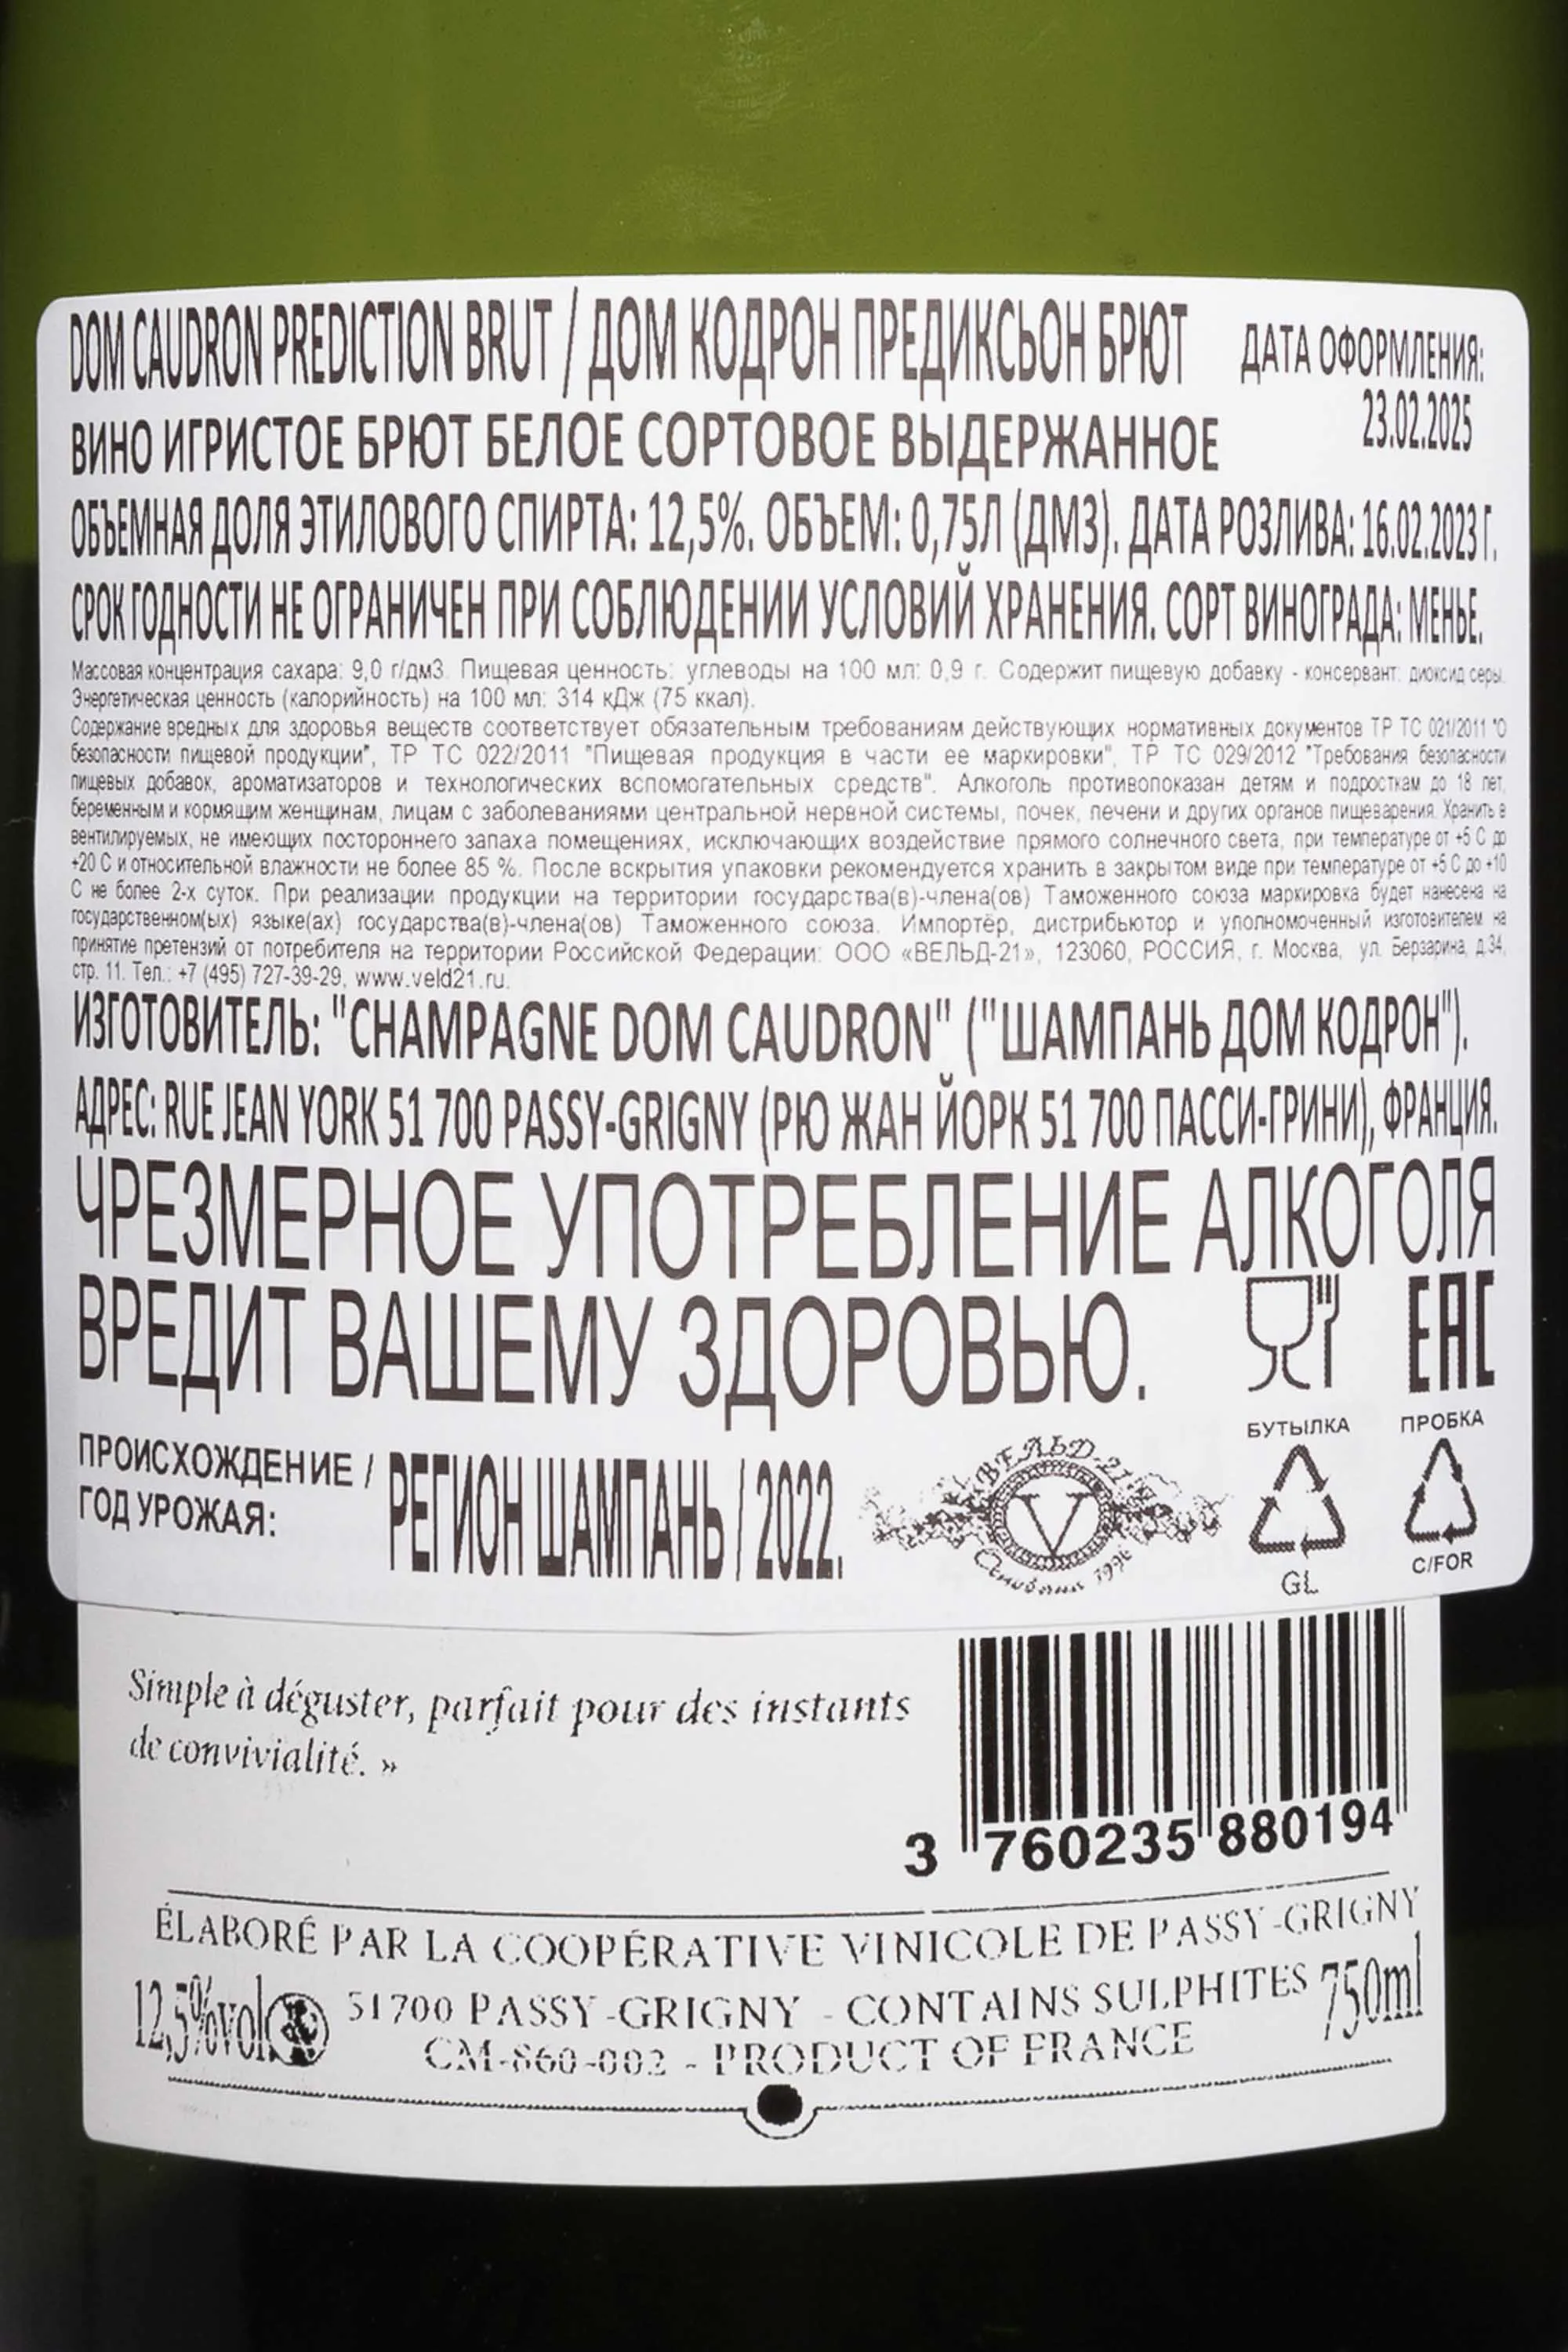 DOM CAUDRON PREDICTION BRUT / ДОМ КОДРОН ПРЕДИКСЬОН БРЮТ
ДАТА ОФОРМЛЕНИЯ:
23.02.2025
ВИНО ИГРИСТОЕ БРЮТ БЕЛОЕ СОРТОВОЕ ВЫДЕРЖАННОЕ
ОБЪЕМНАЯ ДОЛЯ ЭТИЛОВОГО СПИРТА: 12,5%. ОБЪЕМ: 0,75Л (ДМ3). ДАТА РОЗЛИВА: 16.02.2023 Г.
СРОК ГОДНОСТИ НЕ ОГРАНИЧЕН ПРИ СОБЛЮДЕНИИ УСЛОВИЙ ХРАНЕНИЯ. СОРТ ВИНОГРАДА: МЕНЬЕ.
Массовая концентрация сахара: 9,0 г/дм3. Пищевая ценность: углеводы на 100 мл: 0,9 г. Содержит пищевую добавку - консервант: диоксид серы.
Энергетическая ценность (калорийность) на 100 мл: 314 кДж (75 ккал).
Содержание вредных для здоровья веществ соответствует обязательным требованиям действующих нормативных документов ТР ТС 021/2011 "О
безопасности пищевой продукции", ТР ТС 022/2011 "Пищевая продукция в части ее маркировки", ТР ТС 029/2012 "Требования безопасности
пищевых добавок, ароматизаторов и технологических вспомогательных средств". Алкоголь противопоказан детям и подросткам до 18 лет,
беременным и кормящим женщинам, лицам с заболеваниями центральной нервной системы, почек, печени и других органов пищеварения. Хранить в
вентилируемых, не имеющих постороннего запаха помещениях, исключающих воздействие прямого солнечного света, при температуре от +5 С до
+20 С и относительной влажности не более 85 %. После вскрытия упаковки рекомендуется хранить в закрытом виде при температуре от +5 С до +10
С не более 2-х суток. При реализации продукции на территории государства(в)-члена(ов) Таможенного союза маркировка будет нанесена на
государственном(ых) языке(ах) государства(в)-члена(ов) Таможенного союза. Импортёр, дистрибьютор и уполномоченный изготовителем на
принятие претензий от потребителя на территории Российской Федерации: ООО «ВЕЛЬД-21», 123060, РОССИЯ, г. Москва, ул. Берзарина, д.34,
стр. 11. Тел.: +7 (495) 727-39-29, www.veld21.ru.
ИЗГОТОВИТЕЛЬ: "CHAMPAGNE DOM CAUDRON" ("ШАМПАНЬ ДОМ КОДРОН").
АДРЕС: RUE JEAN YORK 51 700 PASSY-GRIGNY (РЮ ЖАН ЙОРК 51 700 ПАССИ-ГРИНИ), ФРАНЦИЯ.
ЧРЕЗМЕРНОЕ УПОТРЕБЛЕНИЕ АЛКОГОЛЯ
ВРЕДИТ ВАШЕМУ ЗДОРОВЬЮ.
EAC
БУТЫЛКА ПРОБКА
ПРОИСХОЖДЕНИЕ /
ГОД УРОЖАЯ:
РЕГИОН ШАМПАНЬ / 2022.
ВЕЛЬД-21
V
Основана 1996
GL
C/FOR
Simple à déguster, parfait pour des instants
de convivialité. »
3 760235 880194
ÉLABORÉ PAR LA COOPÉRATIVE VINICOLE DE PASSY-GRIGNY
12,5%vol
51700 PASSY-GRIGNY - CONTAINS SULPHITES
750ml
CM-860-002 - PRODUCT OF FRANCE